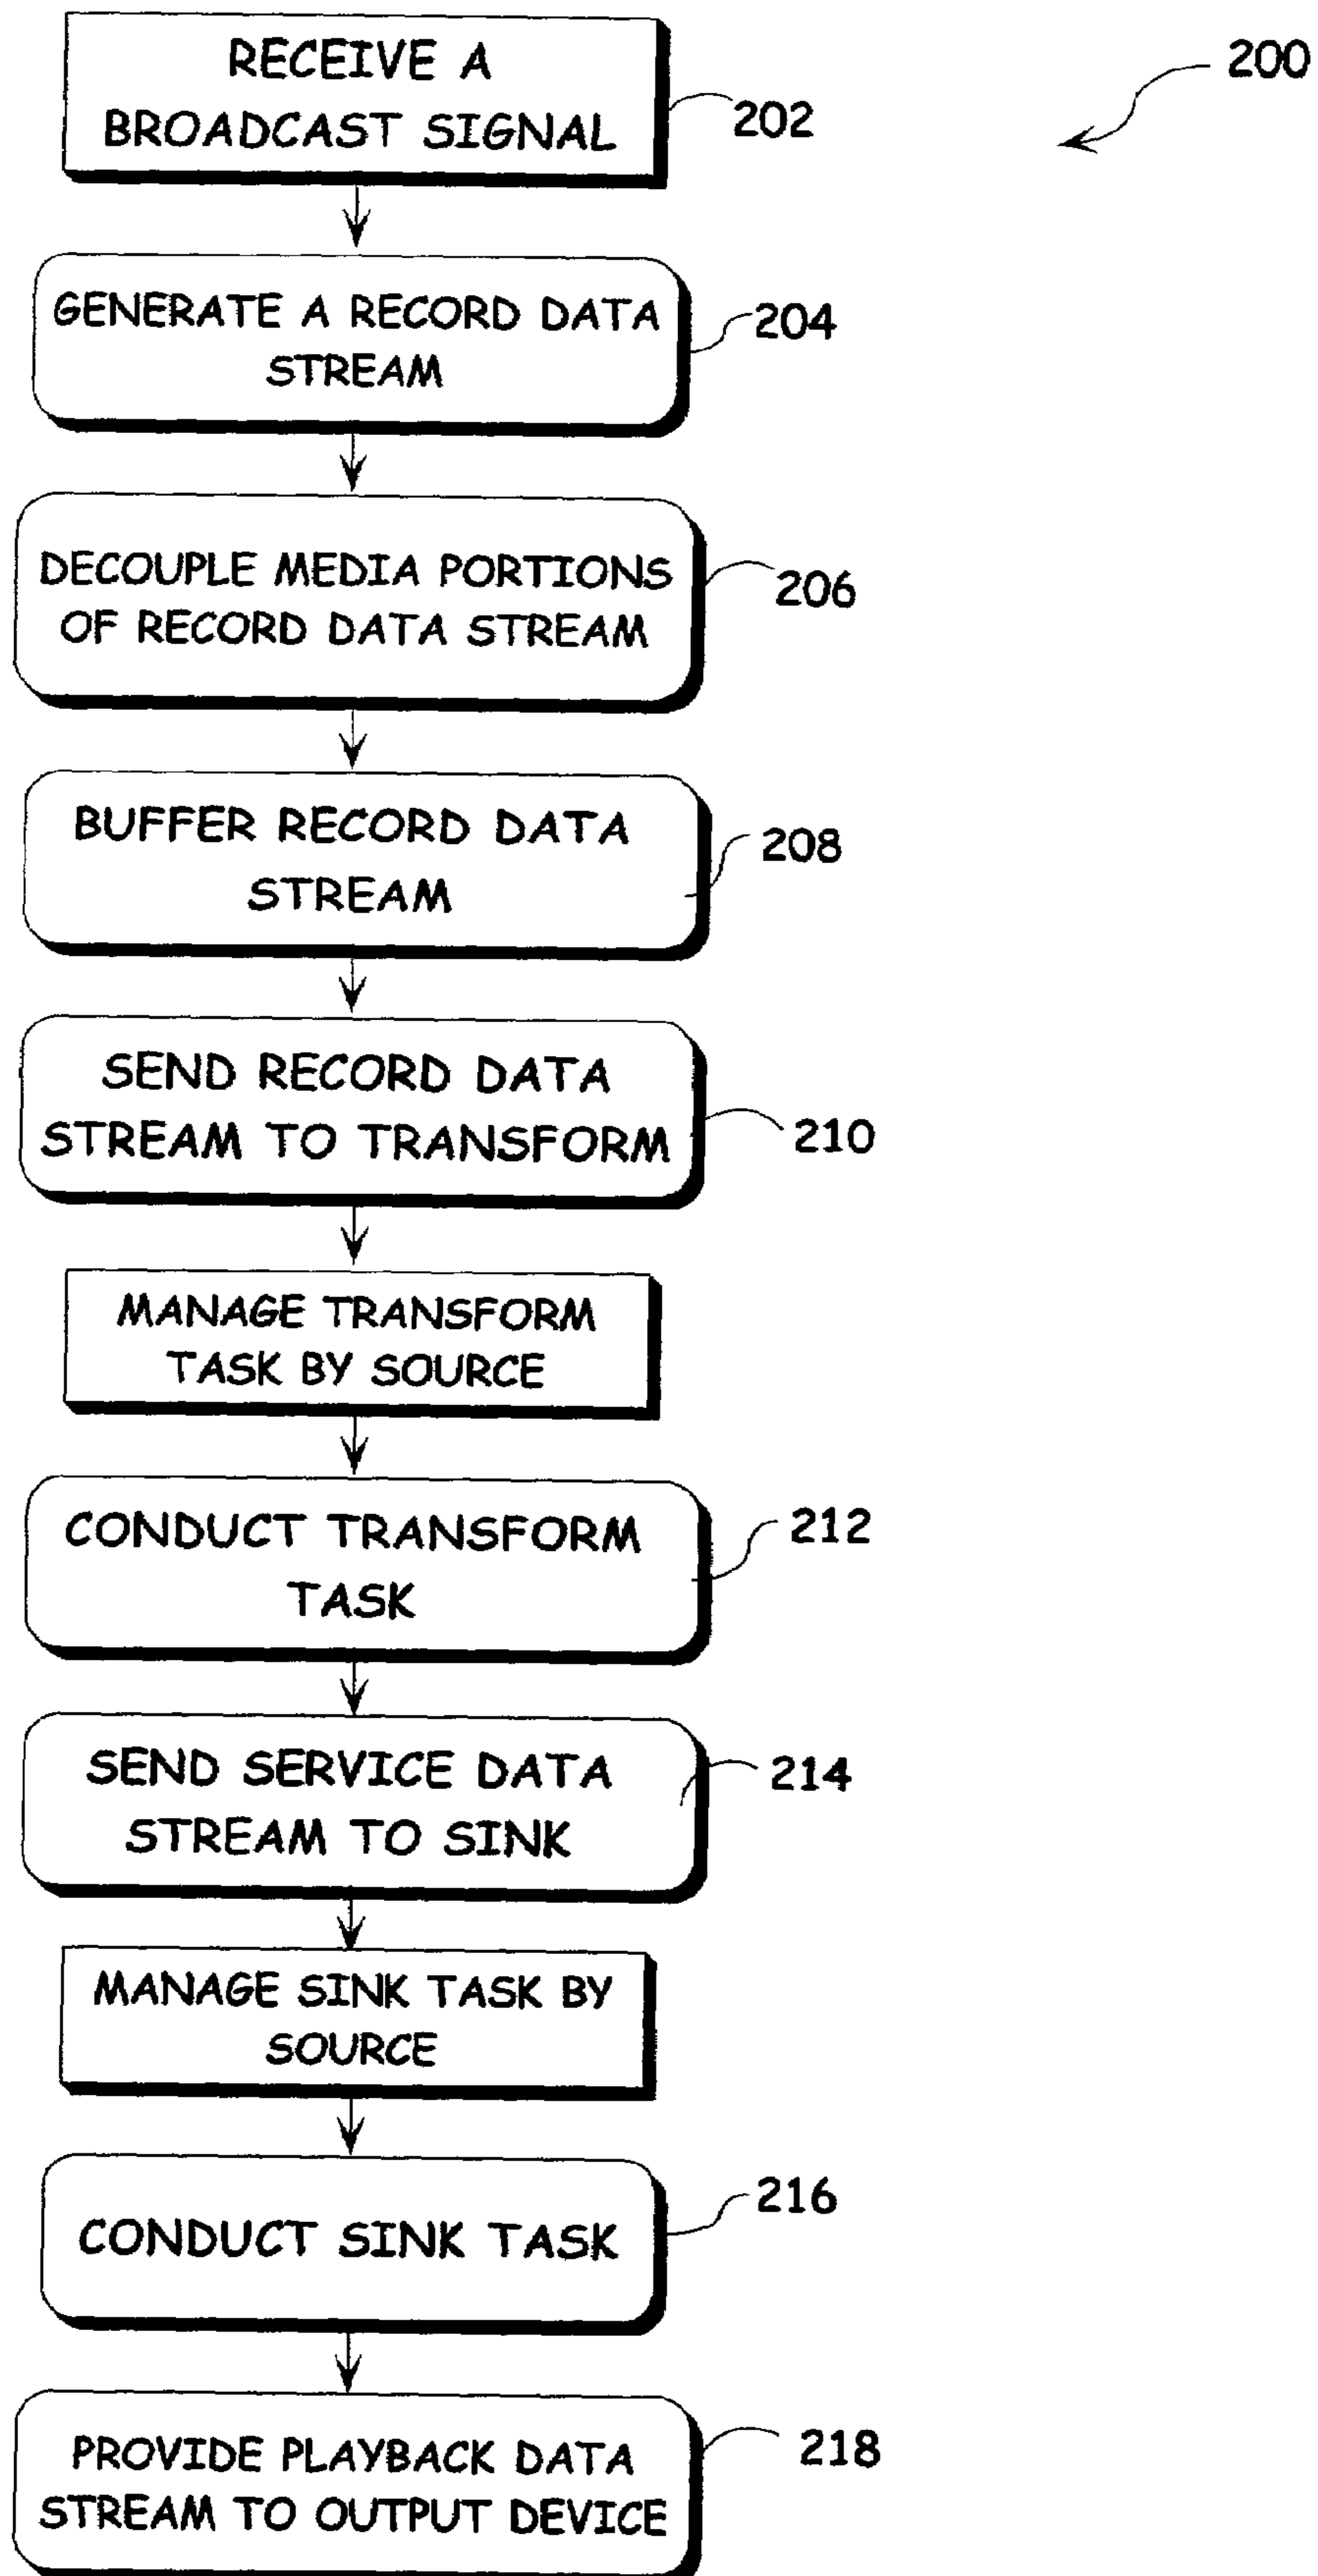 200
RECEIVE A
BROADCAST SIGNAL
202
GENERATE A RECORD DATA
STREAM
204
DECOUPLE MEDIA PORTIONS
OF RECORD DATA STREAM
206
BUFFER RECORD DATA
STREAM
208
SEND RECORD DATA
STREAM TO TRANSFORM
210
MANAGE TRANSFORM
TASK BY SOURCE
CONDUCT TRANSFORM
TASK
212
SEND SERVICE DATA
STREAM TO SINK
214
MANAGE SINK TASK BY
SOURCE
CONDUCT SINK TASK
216
PROVIDE PLAYBACK DATA
STREAM TO OUTPUT DEVICE
218